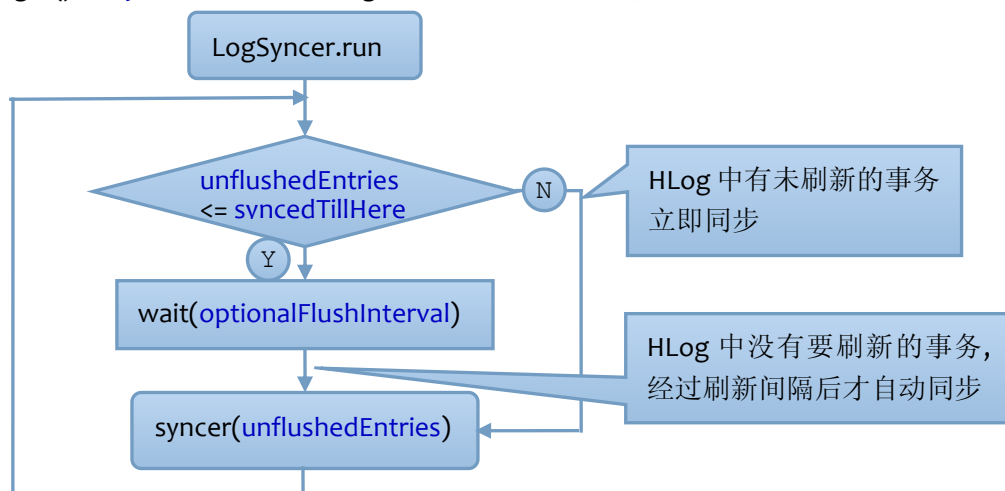 LogSyncer.run
unflushedEntries
<= syncedTillHere
N
HLog 中有未刷新的事务
立即同步
Y
wait(optionalFlushInterval)
HLog 中没有要刷新的事务,
经过刷新间隔后才自动同步
syncer(unflushedEntries)